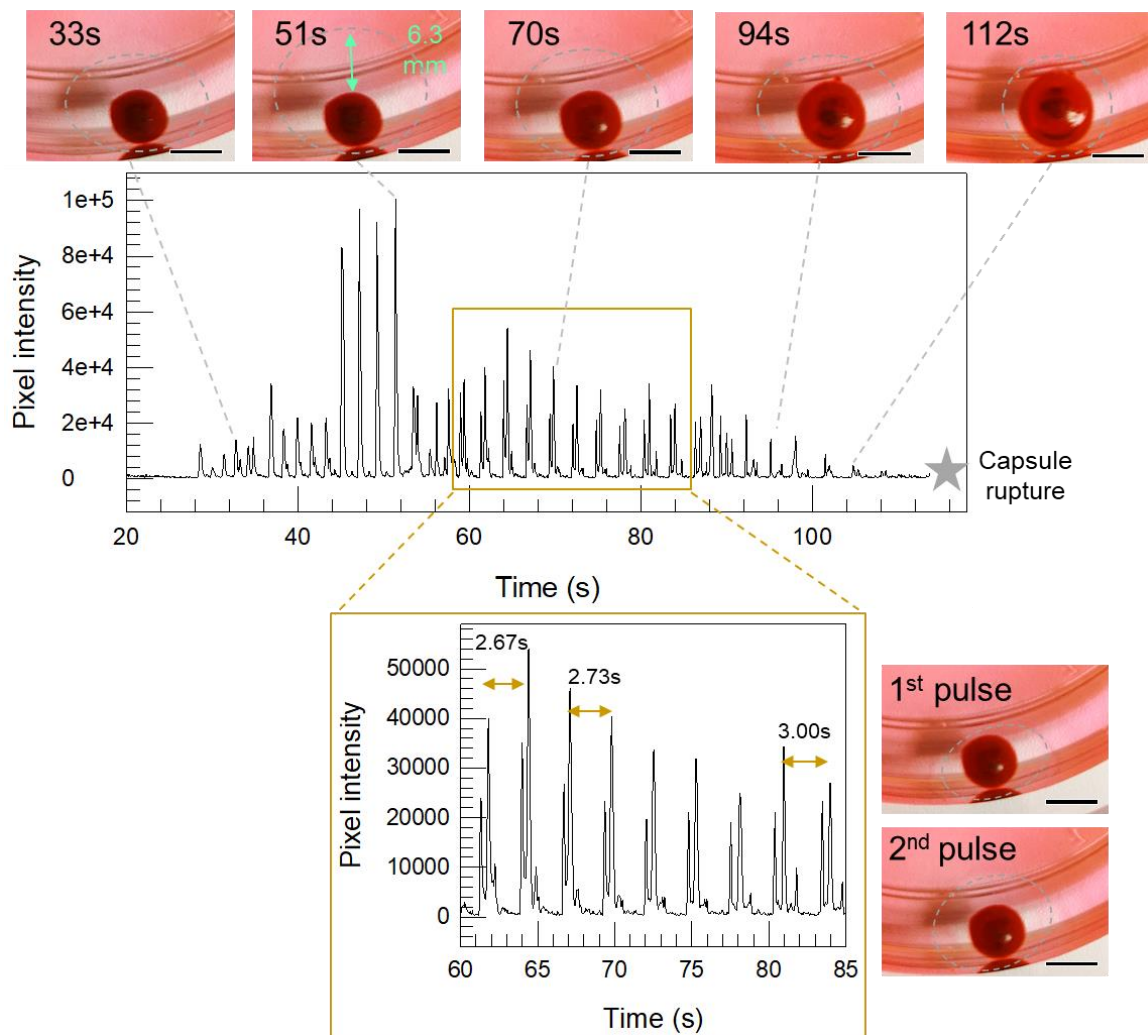 33s
51s
6.3
mm
70s
94s
112s
Pixel intensity
1e+5
8e+4
6e+4
4e+4
2e+4
0
20
40
60
80
100
Time (s)
Capsule
rupture
Pixel intensity
50000
40000
30000
20000
10000
0
2.67s
2.73s
3.00s
60
65
70
75
80
85
Time (s)
1st pulse
2nd pulse